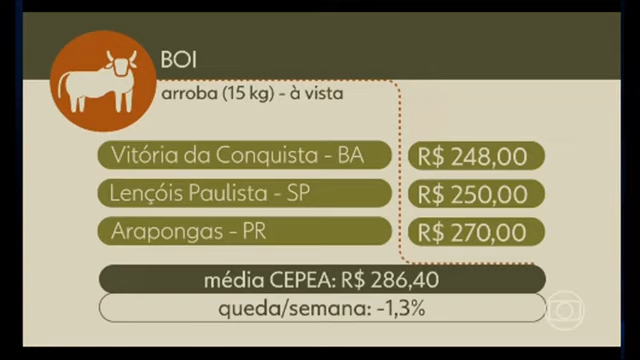 BOI
arroba (15 kg) - à vista
Vitória da Conquista - BA R$ 248,00
Lençóis Paulista - SP R$ 250,00
Arapongas - PR R$ 270,00
média CEPEA: R$ 286,40
queda/semana: -1,3%